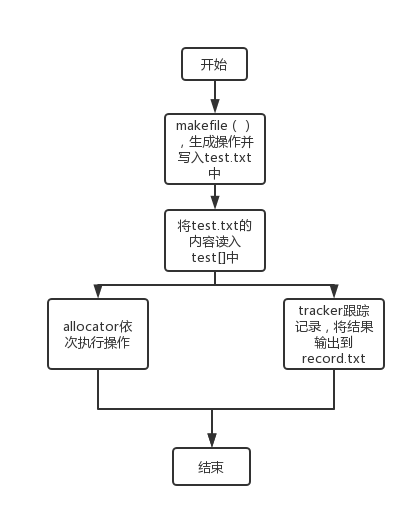 开始
makefile（ ）
，生成操作并
写入test.txt
中
将test.txt的
内容读入
test[]中
allocator依
次执行操作
tracker跟踪
记录，将结果
输出到
record.txt
结束